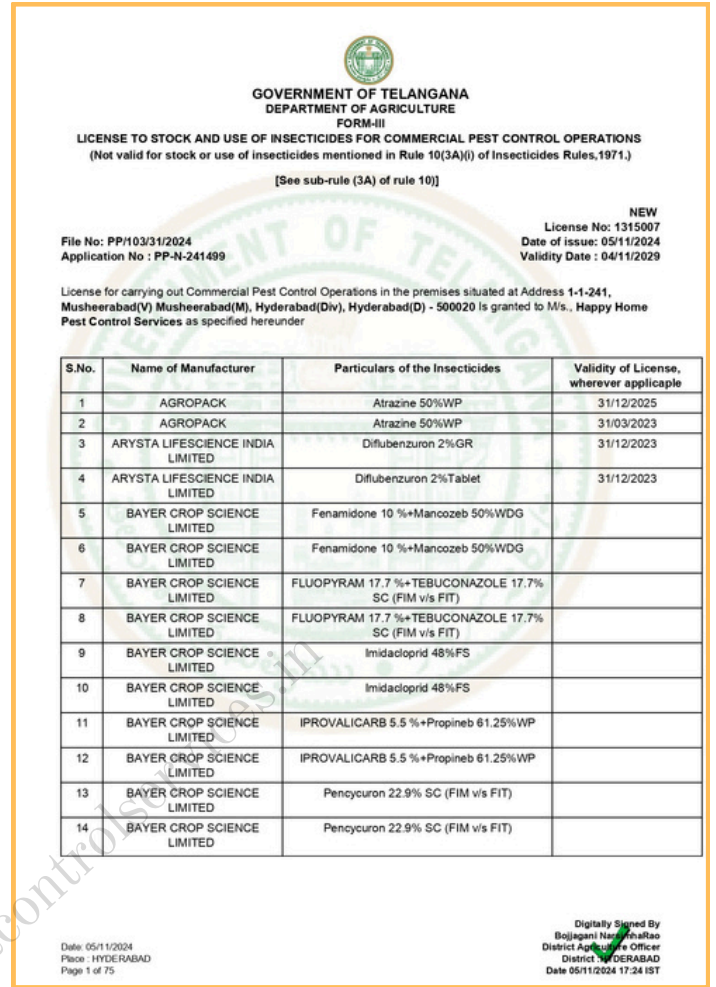 GOVERNMENT OF TELANGANA
DEPARTMENT OF AGRICULTURE
FORM-III
LICENSE TO STOCK AND USE OF INSECTICIDES FOR COMMERCIAL PEST CONTROL OPERATIONS
(Not valid for stock or use of insecticides mentioned in Rule 10(3A)(i) of Insecticides Rules,1971.)
[See sub-rule (3A) of rule 10)]
NEW
License No: 1315007
File No: PP/103/31/2024 Date of issue: 05/11/2024
Application No : PP-N-241499 Validity Date : 04/11/2029
License for carrying out Commercial Pest Control Operations in the premises situated at Address 1-1-241,
Musheerabad(V) Musheerabad(M), Hyderabad(Div), Hyderabad(D) - 500020 Is granted to M/s., Happy Home
Pest Control Services as specified hereunder
S.No. Name of Manufacturer Particulars of the Insecticides Validity of License,
wherever applicaple
1 AGROPACK Atrazine 50%WP 31/12/2025
2 AGROPACK Atrazine 50%WP 31/03/2023
3 ARYSTA LIFESCIENCE INDIA Diflubenzuron 2%GR 31/12/2023
LIMITED
4 ARYSTA LIFESCIENCE INDIA Diflubenzuron 2%Tablet 31/12/2023
LIMITED
5 BAYER CROP SCIENCE Fenamidone 10 %+Mancozeb 50%WDG
LIMITED
6 BAYER CROP SCIENCE Fenamidone 10 %+Mancozeb 50%WDG
LIMITED
7 BAYER CROP SCIENCE FLUOPYRAM 17.7 %+TEBUCONAZOLE 17.7%
LIMITED SC (FIM v/s FIT)
8 BAYER CROP SCIENCE FLUOPYRAM 17.7 %+TEBUCONAZOLE 17.7%
LIMITED SC (FIM v/s FIT)
9 BAYER CROP SCIENCE Imidacloprid 48%FS
LIMITED
10 BAYER CROP SCIENCE Imidacloprid 48%FS
LIMITED
11 BAYER CROP SCIENCE IPROVALICARB 5.5 %+Propineb 61.25%WP
LIMITED
12 BAYER CROP SCIENCE IPROVALICARB 5.5 %+Propineb 61.25%WP
LIMITED
13 BAYER CROP SCIENCE Pencycuron 22.9% SC (FIM v/s FIT)
LIMITED
14 BAYER CROP SCIENCE Pencycuron 22.9% SC (FIM v/s FIT)
LIMITED
Digitally Signed By
Bojjagani NarasimhaRao
Date: 05/11/2024 District Agriculture Officer
Place : HYDERABAD District :HYDERABAD
Page 1 of 75 Date 05/11/2024 17:24 IST
controlservices.in
GOVERNMENT OF